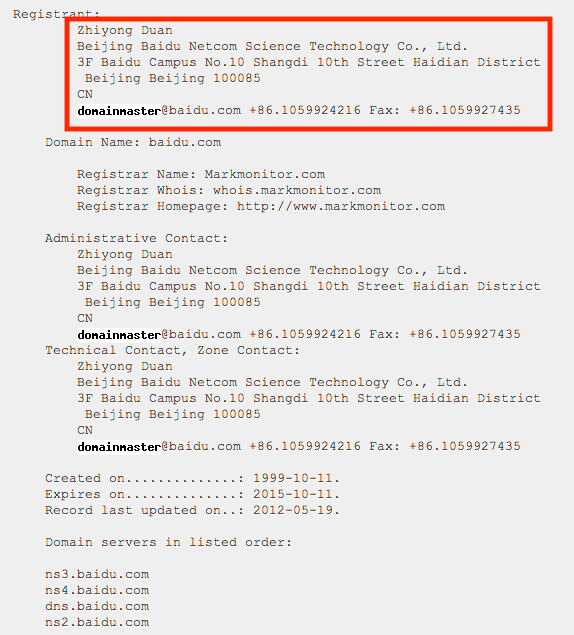 Registrant:
Zhiyong Duan
Beijing Baidu Netcom Science Technology Co., Ltd.
3F Baidu Campus No.10 Shangdi 10th Street Haidian District
Beijing Beijing 100085
CN
domainmaster@baidu.com +86.1059924216 Fax: +86.1059927435
Domain Name: baidu.com
Registrar Name: Markmonitor.com
Registrar Whois: whois.markmonitor.com
Registrar Homepage: http://www.markmonitor.com
Administrative Contact:
Zhiyong Duan
Beijing Baidu Netcom Science Technology Co., Ltd.
3F Baidu Campus No.10 Shangdi 10th Street Haidian District
Beijing Beijing 100085
CN
domainmaster@baidu.com +86.1059924216 Fax: +86.1059927435
Technical Contact, Zone Contact:
Zhiyong Duan
Beijing Baidu Netcom Science Technology Co., Ltd.
3F Baidu Campus No.10 Shangdi 10th Street Haidian District
Beijing Beijing 100085
CN
domainmaster@baidu.com +86.1059924216 Fax: +86.1059927435
Created on..............: 1999-10-11.
Expires on..............: 2015-10-11.
Record last updated on..: 2012-05-19.
Domain servers in listed order:
ns3.baidu.com
ns4.baidu.com
dns.baidu.com
ns2.baidu.com